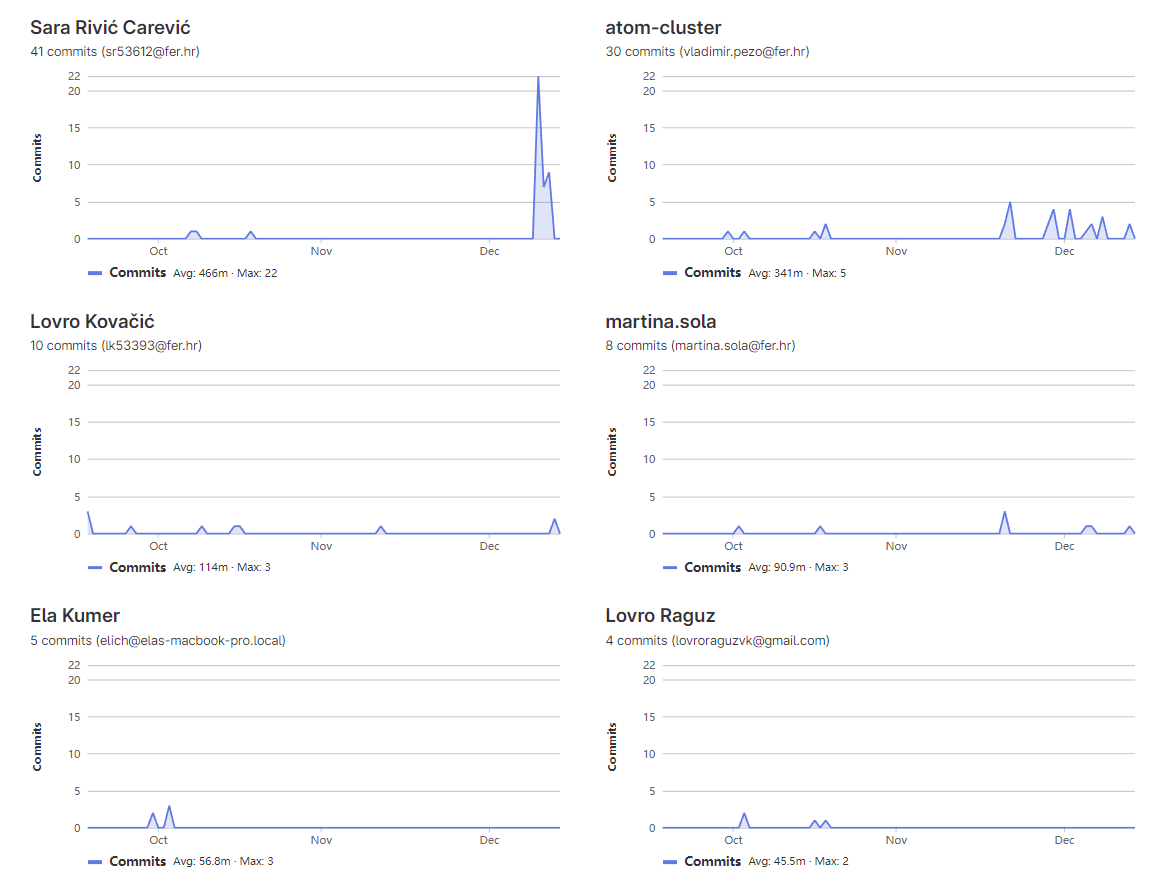 Sara Rivić Carević
41 commits (sr53612@fer.hr)
22
20
15
10
5
0
Commits
Oct
Nov
Dec
Commits Avg: 466m · Max: 22
atom-cluster
30 commits (vladimir.pezo@fer.hr)
22
20
15
10
5
0
Commits
Oct
Nov
Dec
Commits Avg: 341m · Max: 5
Lovro Kovačić
10 commits (lk53393@fer.hr)
22
20
15
10
5
0
Commits
Oct
Nov
Dec
Commits Avg: 114m · Max: 3
martina.sola
8 commits (martina.sola@fer.hr)
22
20
15
10
5
0
Commits
Oct
Nov
Dec
Commits Avg: 90.9m · Max: 3
Ela Kumer
5 commits (elich@elas-macbook-pro.local)
22
20
15
10
5
0
Commits
Oct
Nov
Dec
Commits Avg: 56.8m · Max: 3
Lovro Raguz
4 commits (lovroraguzvk@gmail.com)
22
20
15
10
5
0
Commits
Oct
Nov
Dec
Commits Avg: 45.5m · Max: 2